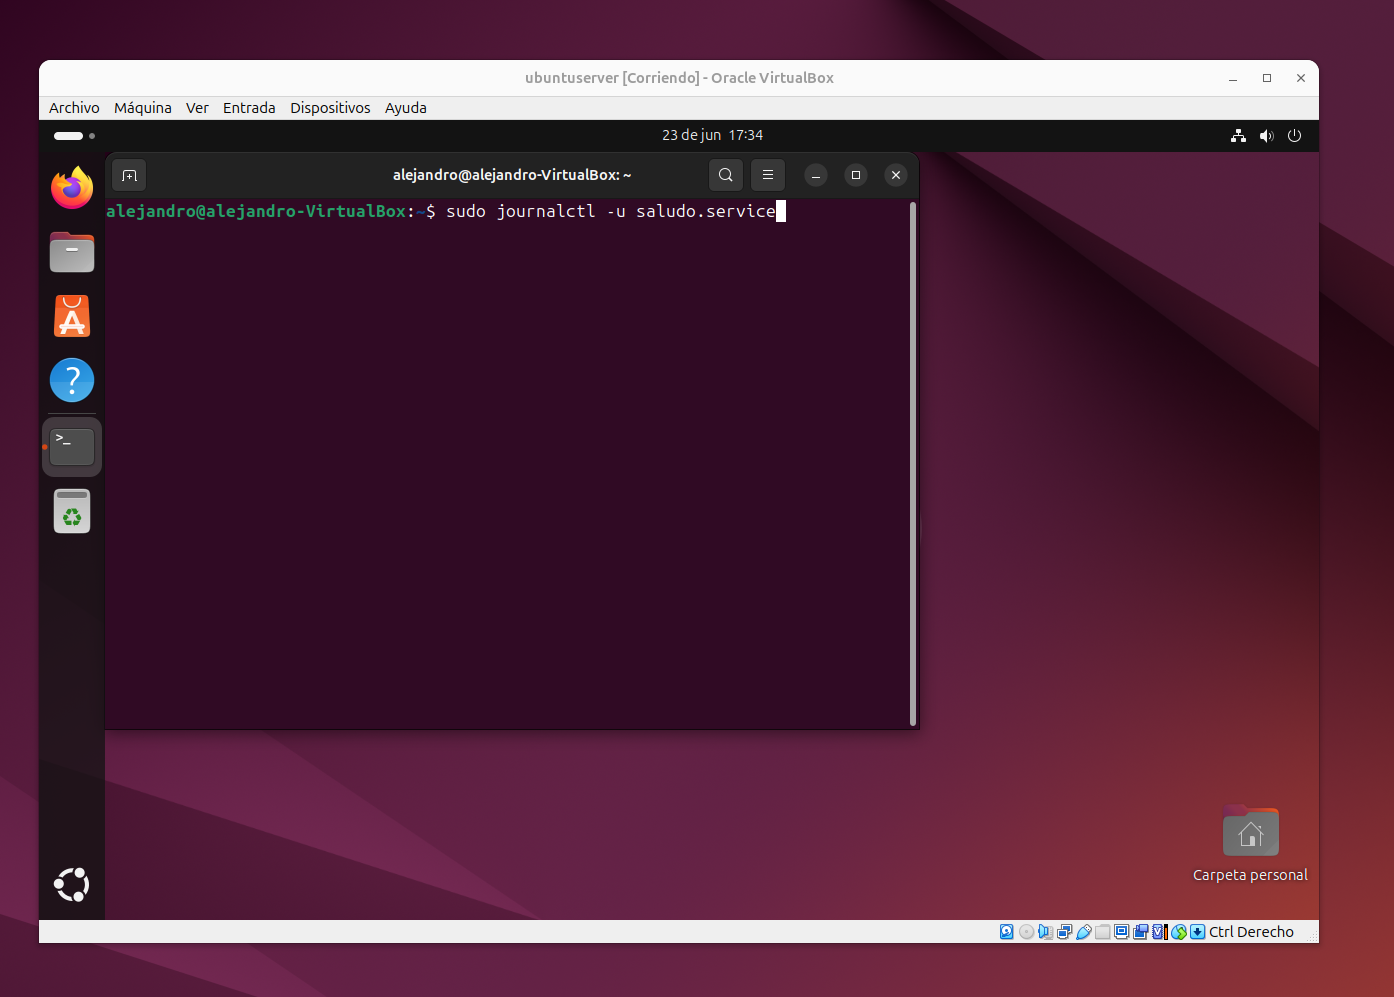 ubuntuserver [Corriendo] - Oracle VirtualBox
Archivo Máquina Ver Entrada Dispositivos Ayuda
23 de jun 17:34
alejandro@alejandro-VirtualBox: ~
alejandro@alejandro-VirtualBox:~$ sudo journalctl -u saludo.service
Carpeta personal
Ctrl Derecho